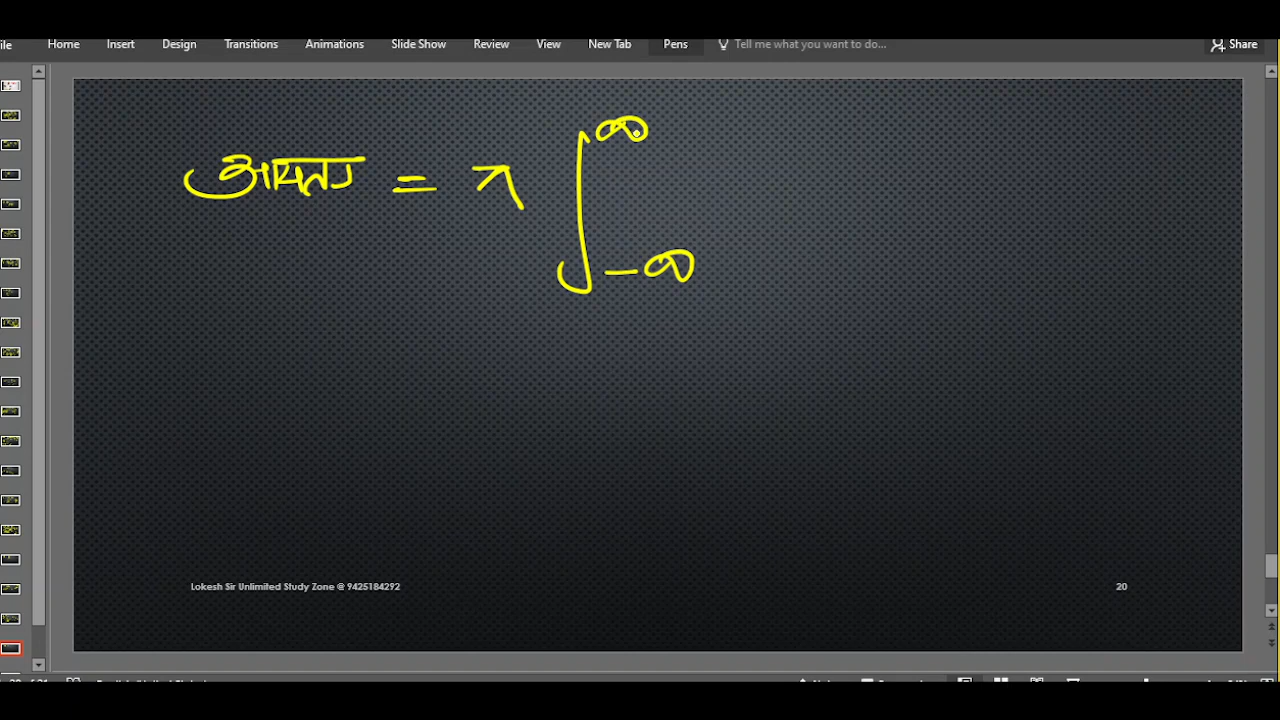 File Home Insert Design Transitions Animations Slide Show Review View New Tab Pens Tell me what you want to do... Share
आयतन = π ∫
∞
-∞
Lokesh Sir Unlimited Study Zone @ 9425184292 20